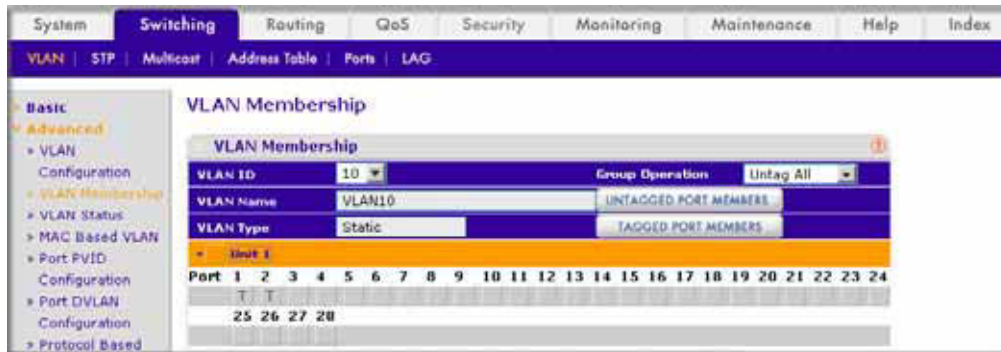 System Switching Routing QoS Security Monitoring Maintenance Help Index
VLAN STP Multicast Address Table Ports LAG
Basic
Advanced
VLAN
Configuration
VLAN Membership
VLAN Status
MAC Based VLAN
Port PVID
Configuration
Port DVLAN
Configuration
Protocol Based
VLAN Membership
VLAN Membership
VLAN ID 10 Group Operation Untag All
VLAN Name VLAN10 UNTAGGED PORT MEMBERS
VLAN Type Static TAGGED PORT MEMBERS
Unit 1
Port 1 2 3 4 5 6 7 8 9 10 11 12 13 14 15 16 17 18 19 20 21 22 23 24
T T
25 26 27 28